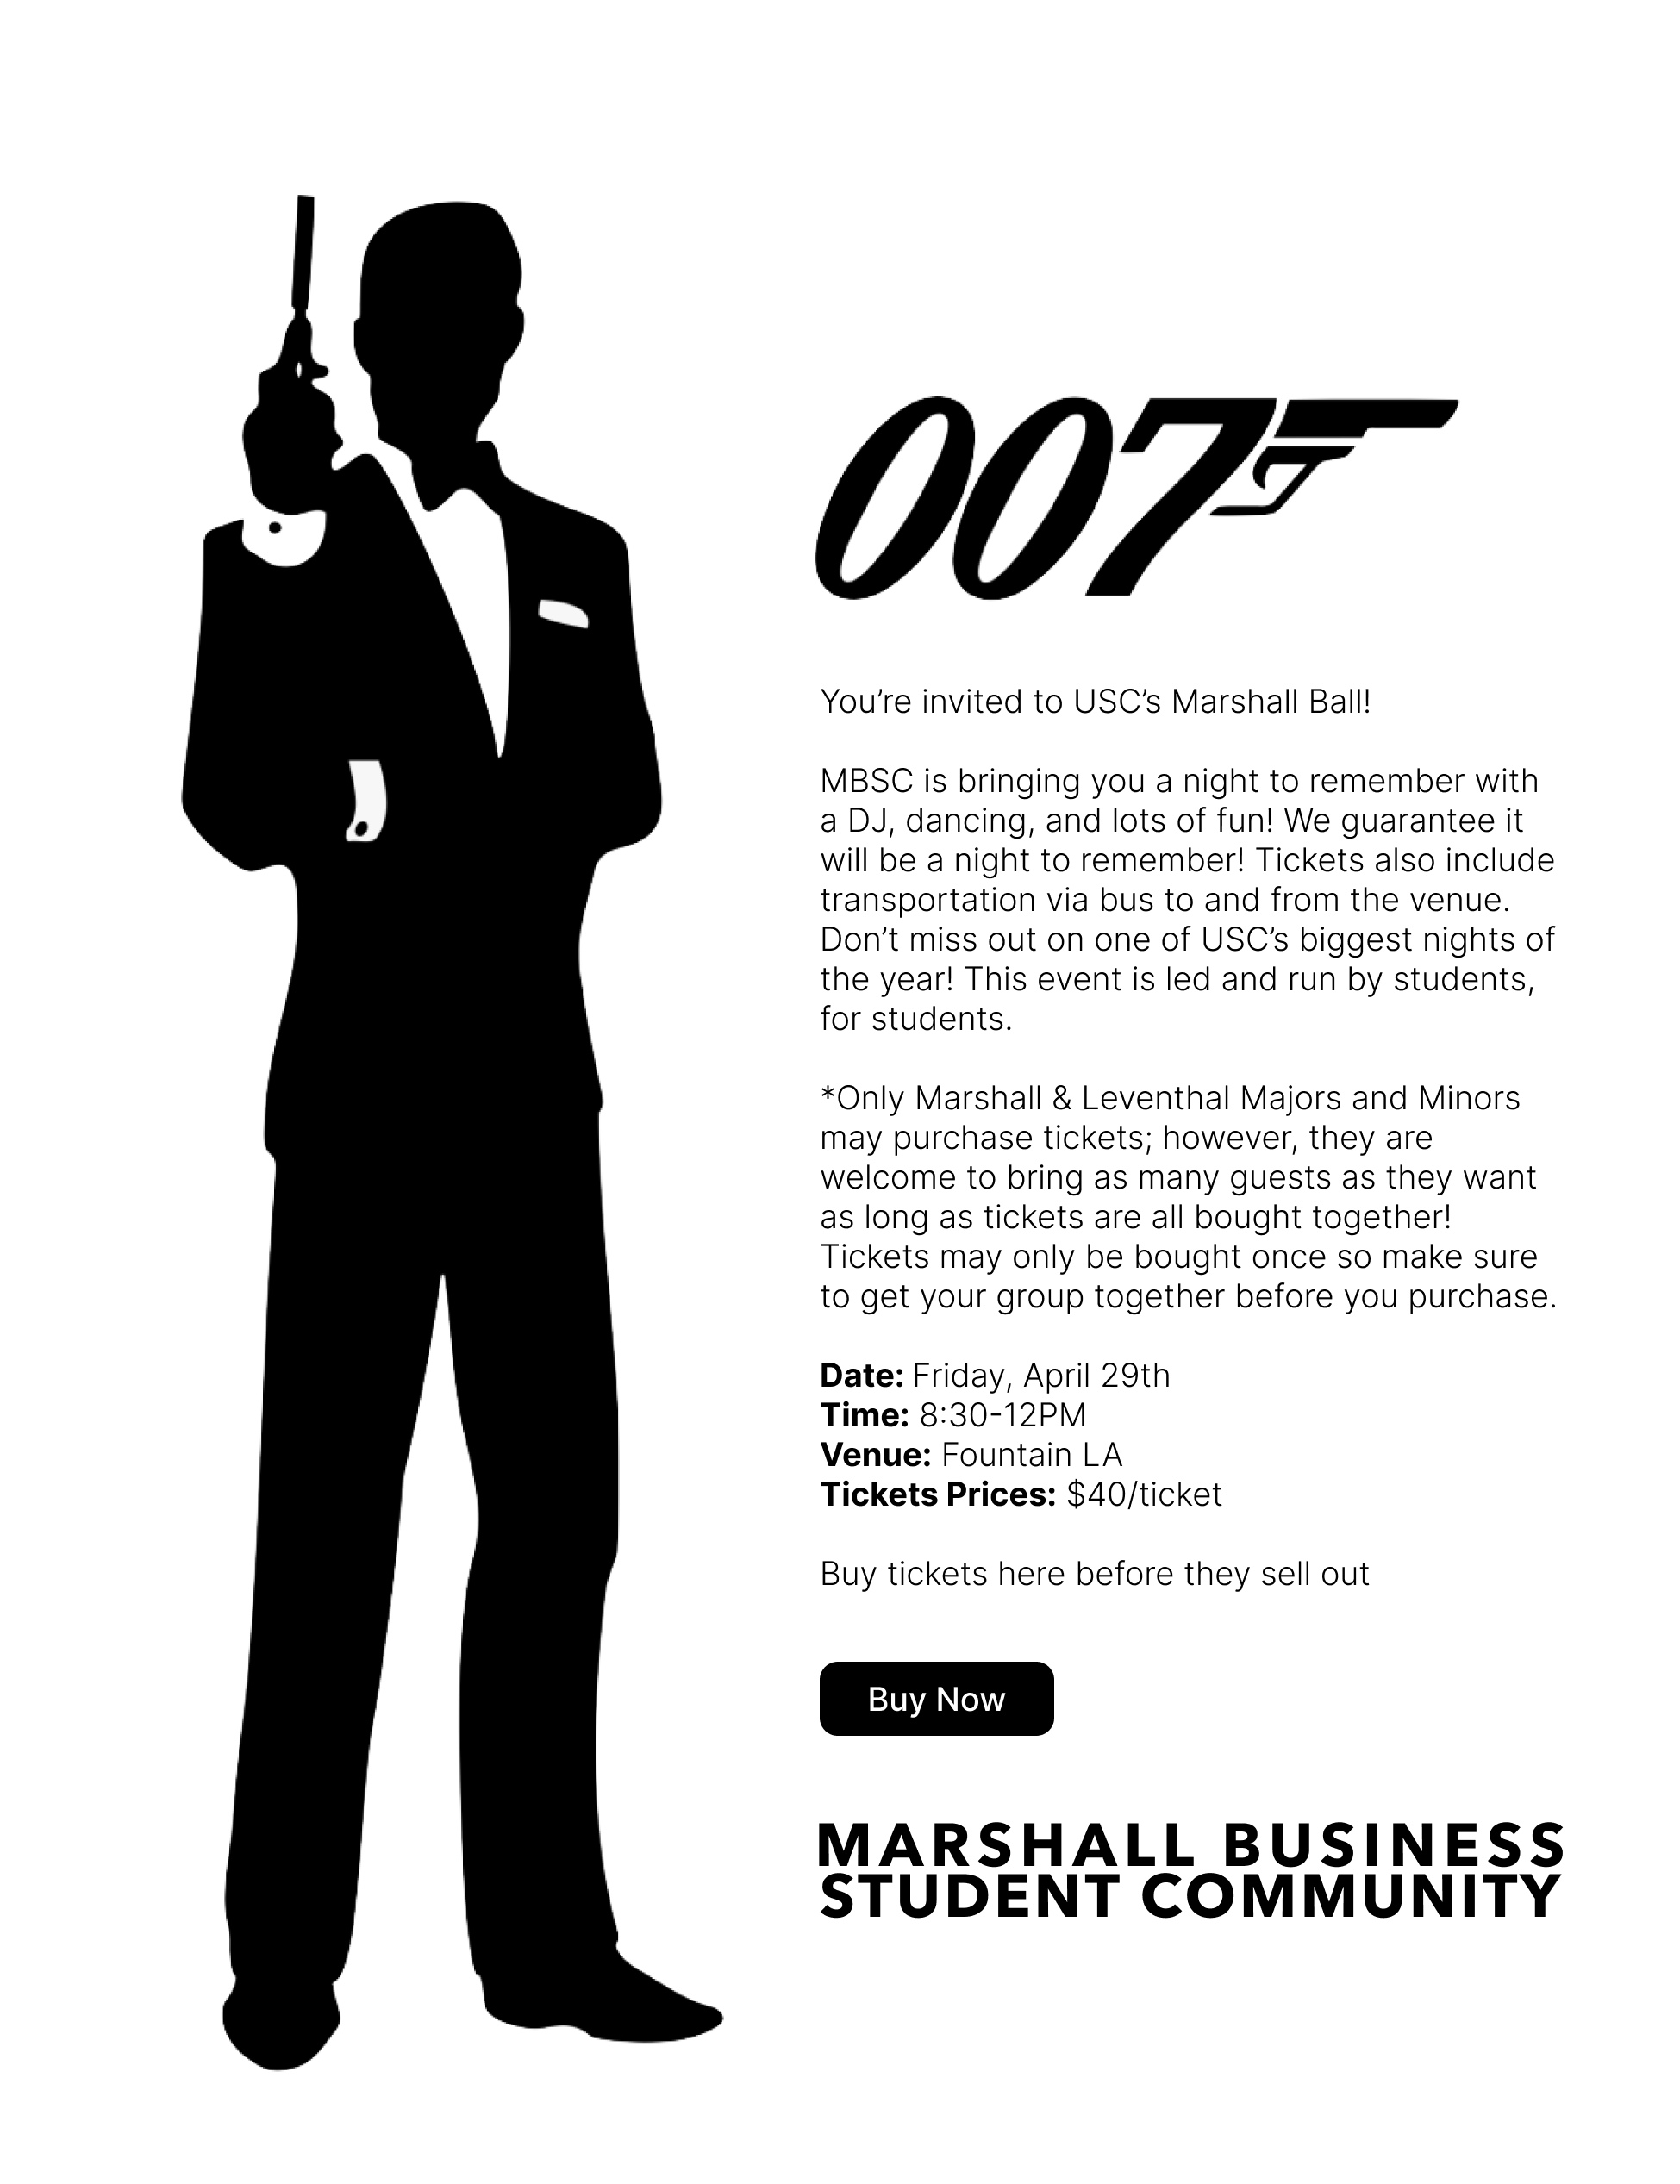 007
You’re invited to USC’s Marshall Ball!
MBSC is bringing you a night to remember with
a DJ, dancing, and lots of fun! We guarantee it
will be a night to remember! Tickets also include
transportation via bus to and from the venue.
Don’t miss out on one of USC’s biggest nights of
the year! This event is led and run by students,
for students.
*Only Marshall & Leventhal Majors and Minors
may purchase tickets; however, they are
welcome to bring as many guests as they want
as long as tickets are all bought together!
Tickets may only be bought once so make sure
to get your group together before you purchase.
Date: Friday, April 29th
Time: 8:30-12PM
Venue: Fountain LA
Tickets Prices: $40/ticket
Buy tickets here before they sell out
Buy Now
MARSHALL BUSINESS
STUDENT COMMUNITY